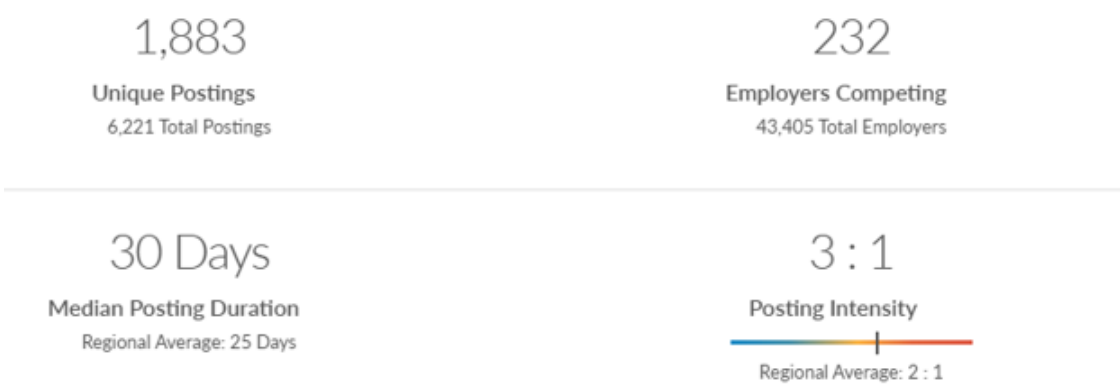 1,883
Unique Postings
6,221 Total Postings
232
Employers Competing
43,405 Total Employers
30 Days
Median Posting Duration
Regional Average: 25 Days
3 : 1
Posting Intensity
Regional Average: 2 : 1